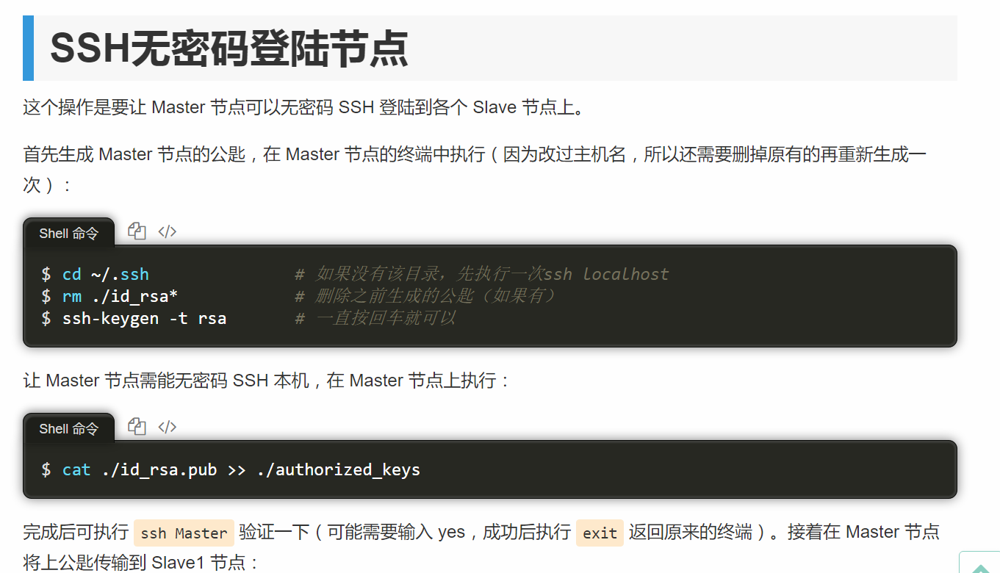 SSH无密码登陆节点
这个操作是要让 Master 节点可以无密码 SSH 登陆到各个 Slave 节点上。
首先生成 Master 节点的公匙，在 Master 节点的终端中执行（因为改过主机名，所以还需要删掉原有的再重新生成一
次）：
Shell 命令 </>
$ cd ~/.ssh # 如果没有该目录，先执行一次ssh localhost
$ rm ./id_rsa* # 删除之前生成的公匙（如果有）
$ ssh-keygen -t rsa # 一直按回车就可以
让 Master 节点需能无密码 SSH 本机，在 Master 节点上执行：
Shell 命令 </>
$ cat ./id_rsa.pub >> ./authorized_keys
完成后可执行 ssh Master 验证一下（可能需要输入 yes，成功后执行 exit 返回原来的终端）。接着在 Master 节点
将上公匙传输到 Slave1 节点：